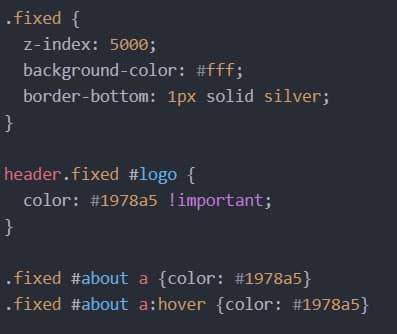 .fixed {
  z-index: 5000;
  background-color: #fff;
  border-bottom: 1px solid silver;
}

header.fixed #logo {
  color: #1978a5 !important;
}

.fixed #about a {color: #1978a5}
.fixed #about a:hover {color: #1978a5}